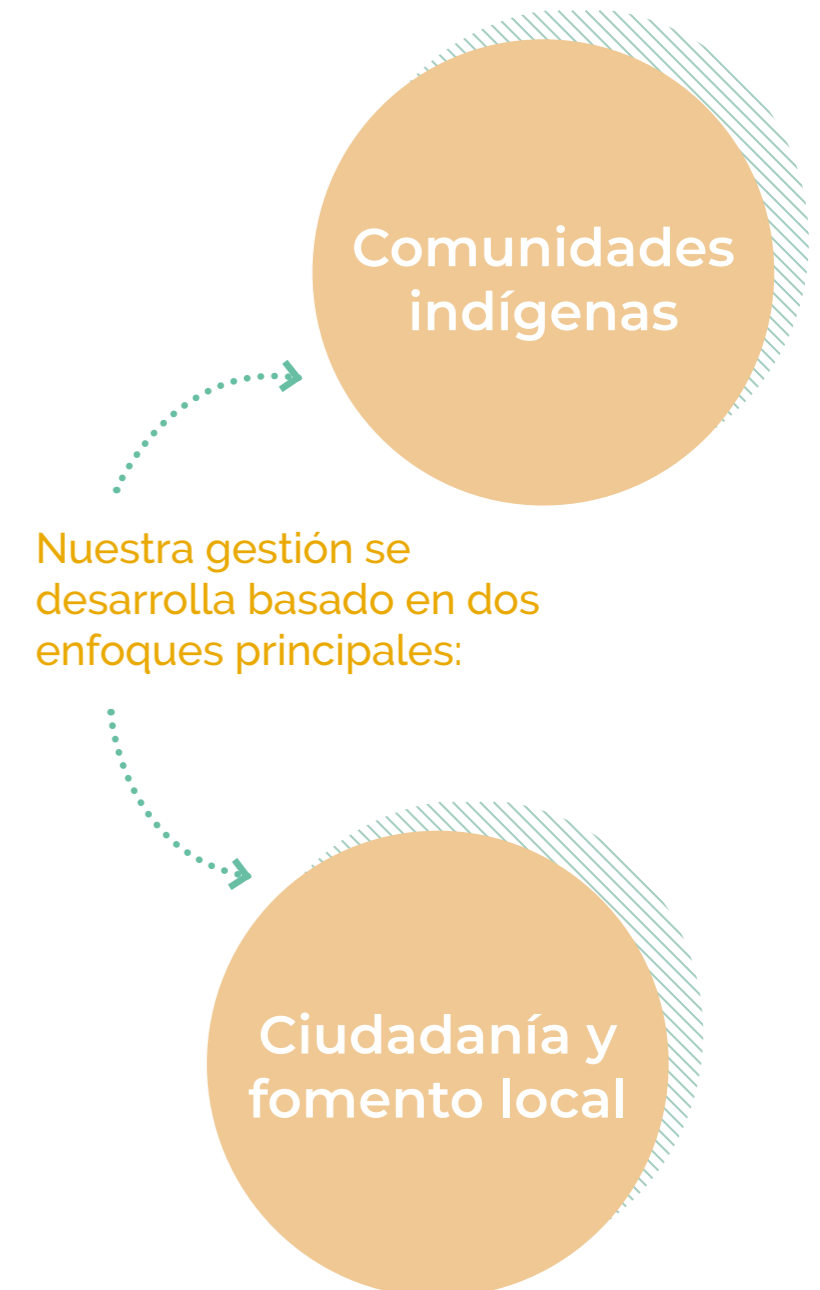 Comunidades
indígenas
Nuestra gestión se
desarrolla basado en dos
enfoques principales:
Ciudadanía y
fomento local